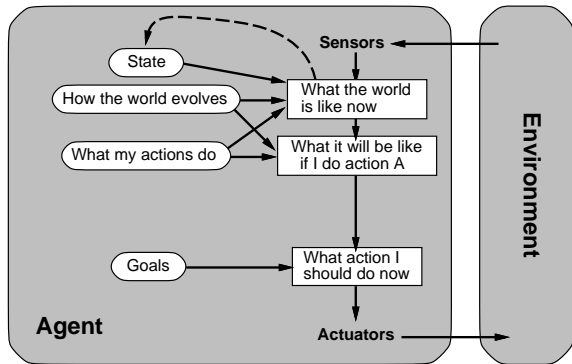 Sensors
State
How the world evolves
What my actions do
What the world
is like now
What it will be like
if I do action A
Goals
What action I
should do now
Agent
Actuators
Environment